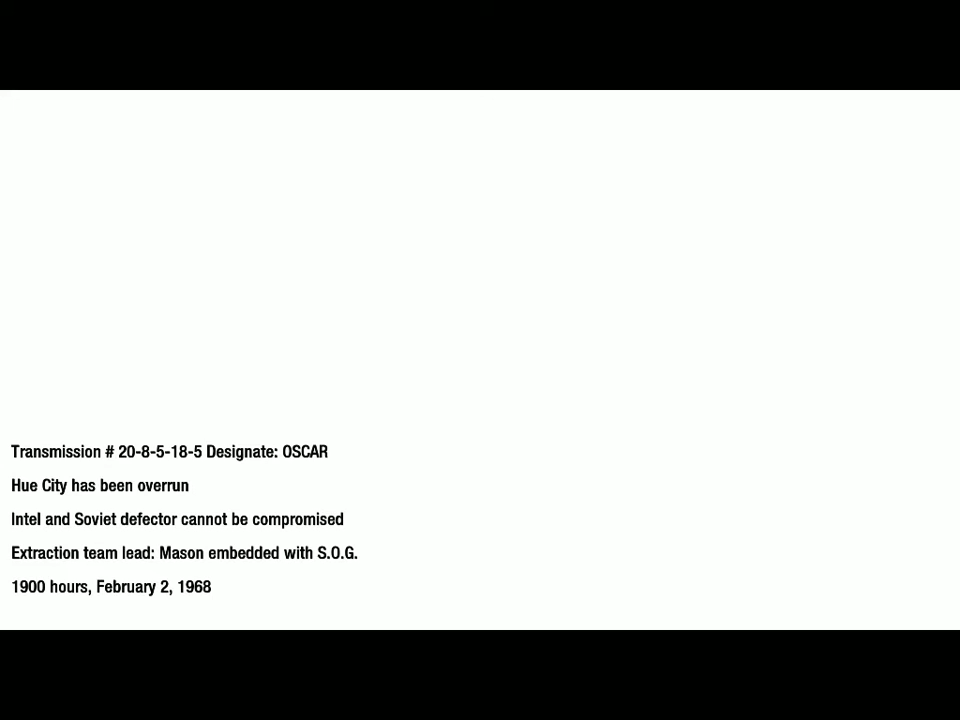 Transmission # 20-8-5-18-5 Designate: OSCAR
Hue City has been overrun
Intel and Soviet defector cannot be compromised
Extraction team lead: Mason embedded with S.O.G.
1900 hours, February 2, 1968